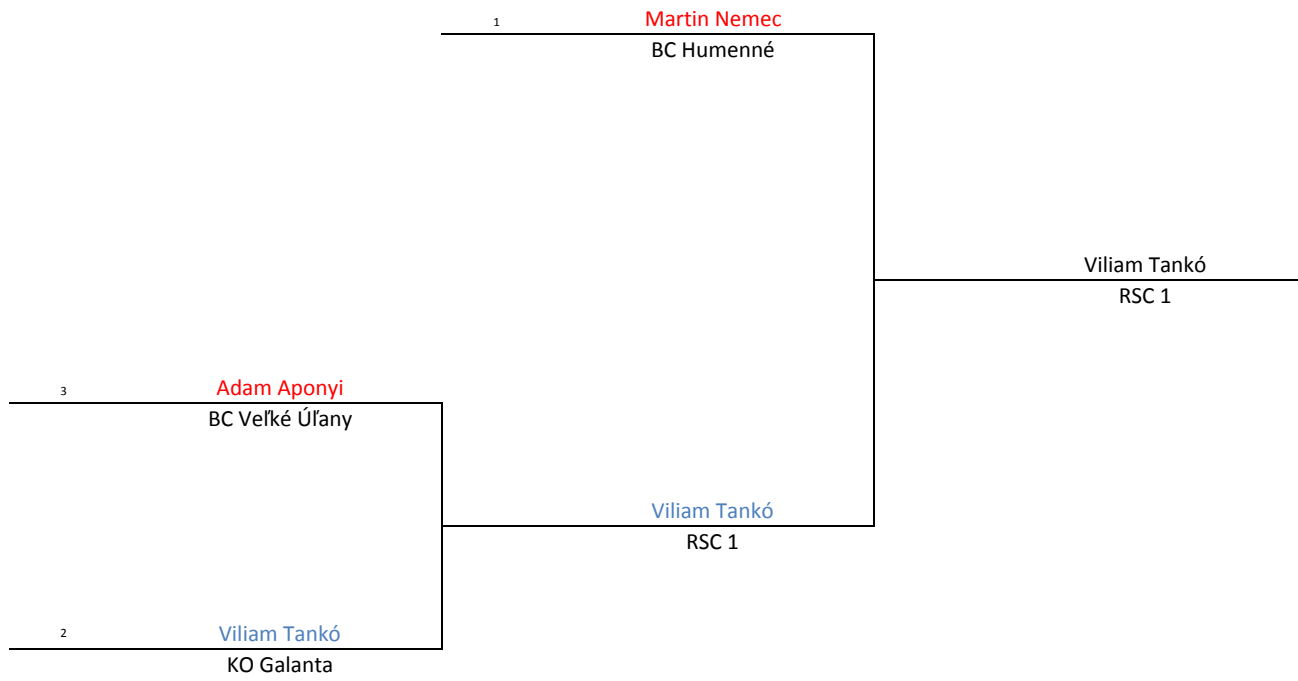 1
Martin Nemec
BC Humenné
Viliam Tankó
RSC 1
3
Adam Aponyi
BC Veľké Úľany
Viliam Tankó
RSC 1
2
Viliam Tankó
KO Galanta